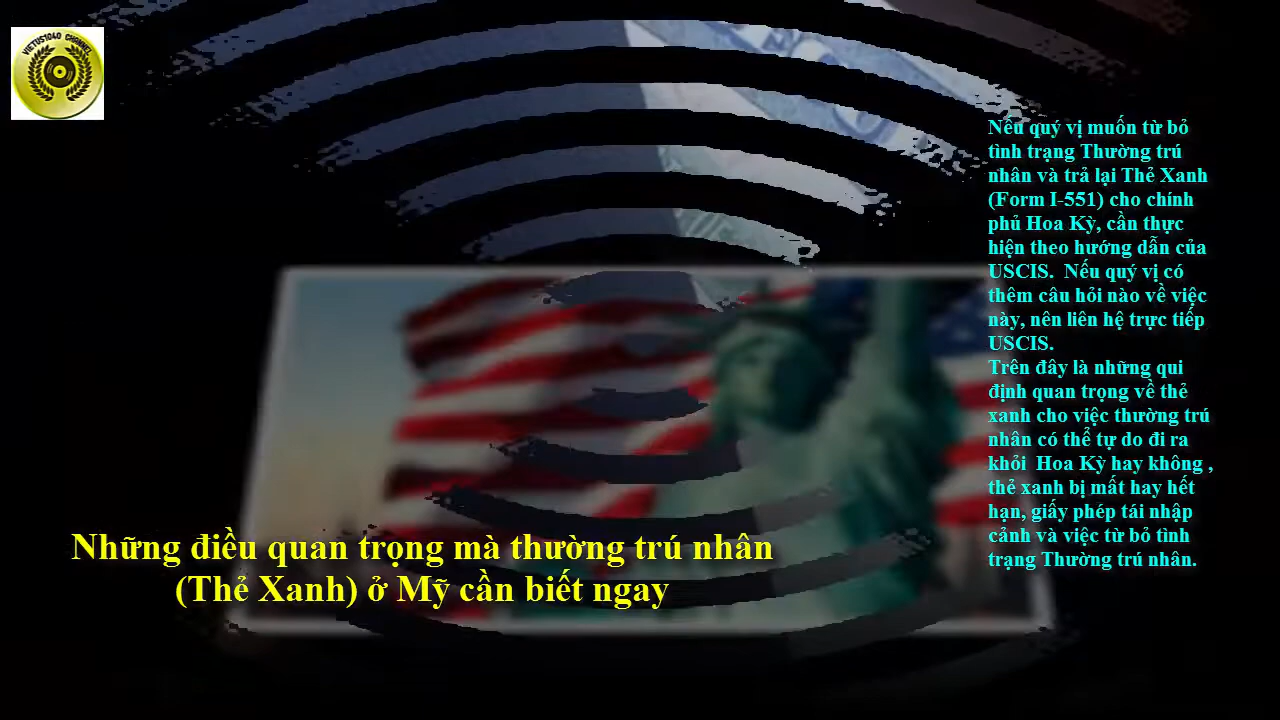 VIETUS1040 CHANNEL
Nếu quý vị muốn từ bỏ
tình trạng Thường trú
nhân và trả lại Thẻ Xanh
(Form I-551) cho chính
phủ Hoa Kỳ, cần thực
hiện theo hướng dẫn của
USCIS.  Nếu quý vị có
thêm câu hỏi nào về việc
này, nên liên hệ trực tiếp
USCIS.
Trên đây là những qui
định quan trọng về thẻ
xanh cho việc thường trú
nhân có thể tự do đi ra
khỏi  Hoa Kỳ hay không ,
thẻ xanh bị mất hay hết
hạn, giấy phép tái nhập
cảnh và việc từ bỏ tình
trạng Thường trú nhân.
Những điều quan trọng mà thường trú nhân
(Thẻ Xanh) ở Mỹ cần biết ngay